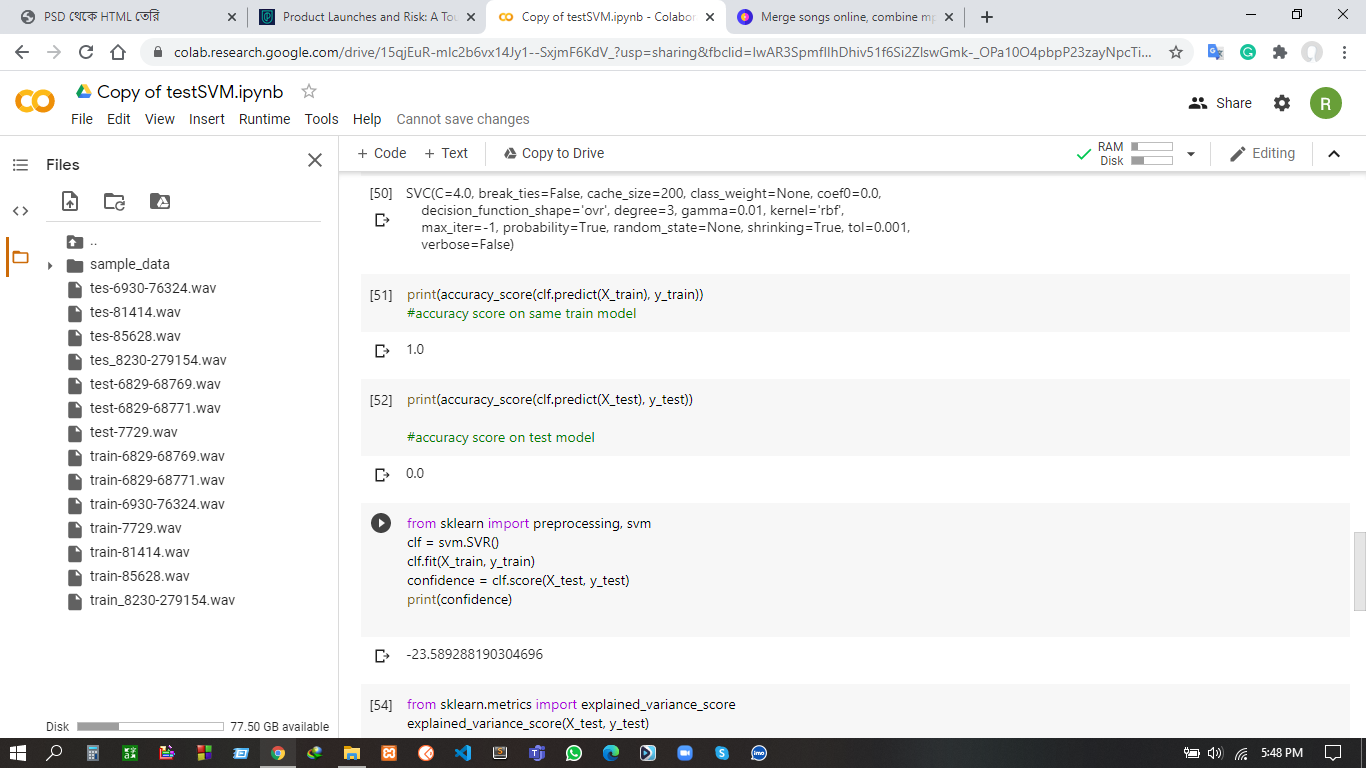 PSD থেকে HTML তেরি
Product Launches and Risk: A Tou
Copy of testSVM.ipynb - Colabor
Merge songs online, combine mp
colab.research.google.com/drive/15qjEuR-mIc2b6vx14Jy1--SxjmF6KdV_?usp=sharing&fbclid=IwAR3SpmfIIhDhiv51f6Si2ZlswGmk-_OPa10O4pbpP23zayNpcTi...
Copy of testSVM.ipynb
File Edit View Insert Runtime Tools Help Cannot save changes
Share
R
Files
+ Code + Text Copy to Drive
RAM
Disk
Editing
..
sample_data
tes-6930-76324.wav
tes-81414.wav
tes-85628.wav
tes_8230-279154.wav
test-6829-68769.wav
test-6829-68771.wav
test-7729.wav
train-6829-68769.wav
train-6829-68771.wav
train-6930-76324.wav
train-7729.wav
train-81414.wav
train-85628.wav
train_8230-279154.wav
Disk 77.50 GB available
[50] SVC(C=4.0, break_ties=False, cache_size=200, class_weight=None, coef0=0.0,
decision_function_shape='ovr', degree=3, gamma=0.01, kernel='rbf',
max_iter=-1, probability=True, random_state=None, shrinking=True, tol=0.001,
verbose=False)
[51] print(accuracy_score(clf.predict(X_train), y_train))
#accuracy score on same train model
1.0
[52] print(accuracy_score(clf.predict(X_test), y_test))
#accuracy score on test model
0.0
from sklearn import preprocessing, svm
clf = svm.SVR()
clf.fit(X_train, y_train)
confidence = clf.score(X_test, y_test)
print(confidence)
-23.589288190304696
[54] from sklearn.metrics import explained_variance_score
explained_variance_score(X_test, y_test)
5:48 PM